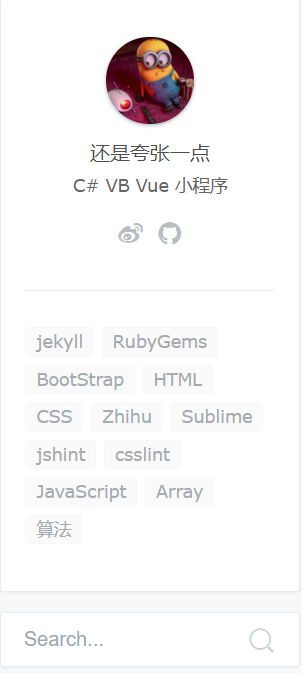 还是夸张一点
C# VB Vue 小程序
jekyll RubyGems
BootStrap HTML
CSS Zhihu Sublime
jshint csslint
JavaScript Array
算法
Search...